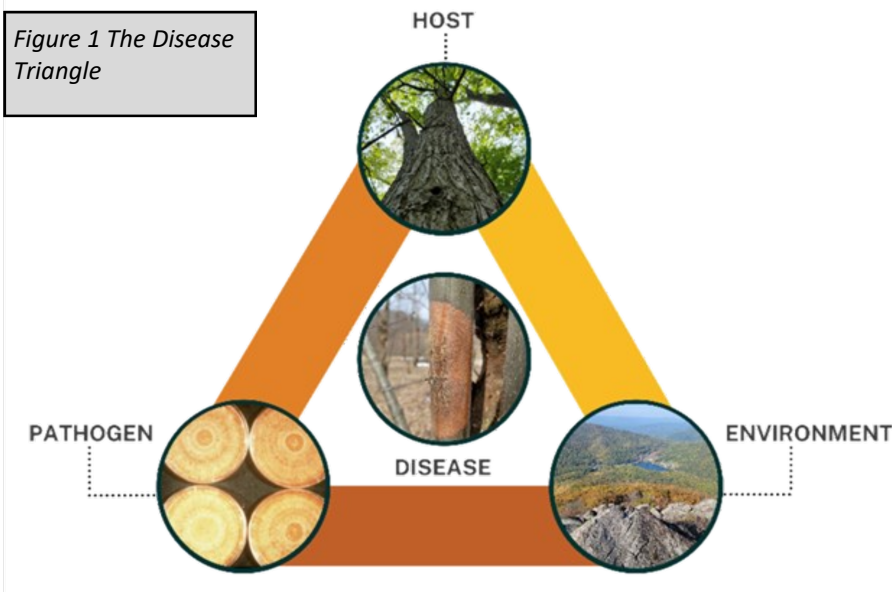 Figure 1 The Disease
Triangle
HOST
PATHOGEN
ENVIRONMENT
DISEASE